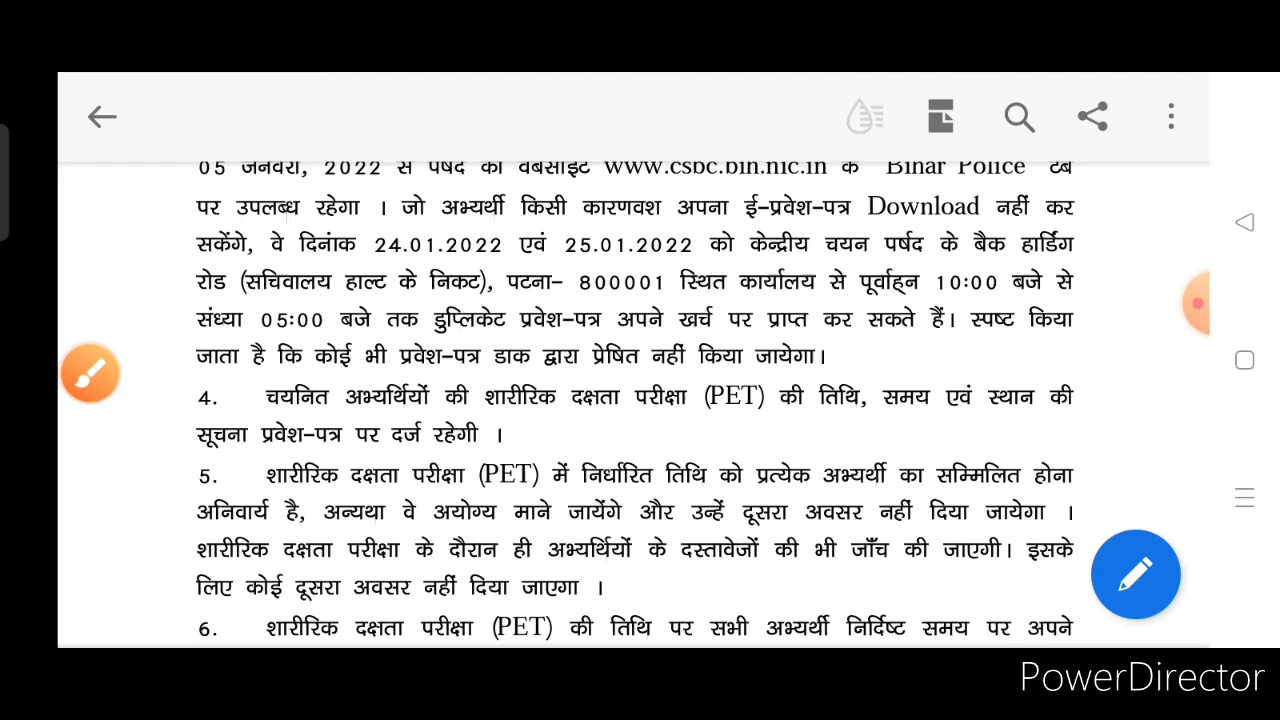 05 जनवरी, 2022 से पर्षद की वेबसाइट www.csbc.bih.nic.in के Bihar Police टैब
पर उपलब्ध रहेगा । जो अभ्यर्थी किसी कारणवश अपना ई-प्रवेश-पत्र Download नहीं कर
सकेंगे, वे दिनांक 24.01.2022 एवं 25.01.2022 को केन्द्रीय चयन पर्षद के बैक हार्डिंग
रोड (सचिवालय हाल्ट के निकट), पटना- 800001 स्थित कार्यालय से पूर्वाह्न 10:00 बजे से
संध्या 05:00 बजे तक डुप्लिकेट प्रवेश-पत्र अपने खर्च पर प्राप्त कर सकते हैं। स्पष्ट किया
जाता है कि कोई भी प्रवेश-पत्र डाक द्वारा प्रेषित नहीं किया जायेगा।
4. चयनित अभ्यर्थियों की शारीरिक दक्षता परीक्षा (PET) की तिथि, समय एवं स्थान की
सूचना प्रवेश-पत्र पर दर्ज रहेगी ।
5. शारीरिक दक्षता परीक्षा (PET) में निर्धारित तिथि को प्रत्येक अभ्यर्थी का सम्मिलित होना
अनिवार्य है, अन्यथा वे अयोग्य माने जायेंगे और उन्हें दूसरा अवसर नहीं दिया जायेगा ।
शारीरिक दक्षता परीक्षा के दौरान ही अभ्यर्थियों के दस्तावेजों की भी जाँच की जाएगी। इसके
लिए कोई दूसरा अवसर नहीं दिया जाएगा ।
6. शारीरिक दक्षता परीक्षा (PET) की तिथि पर सभी अभ्यर्थी निर्दिष्ट समय पर अपने
PowerDirector